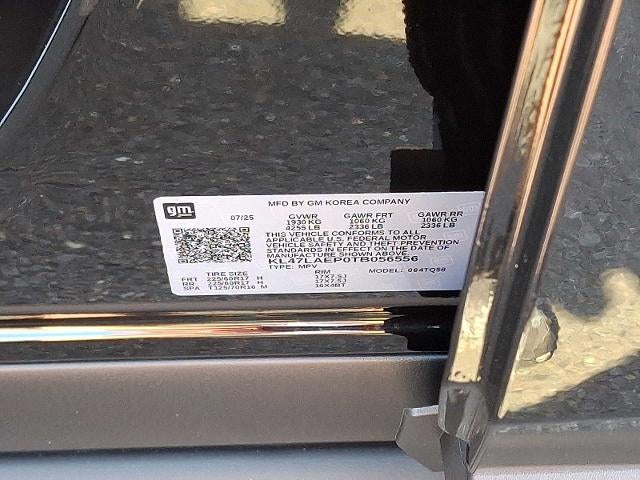 gm
MFD BY GM KOREA COMPANY
07/25 GVWR GAWR FRT GAWR RR
1930 KG 1060 KG 1060 KG
4255 LB 2336 LB 2336 LB
THIS VEHICLE CONFORMS TO ALL
APPLICABLE U.S. FEDERAL MOTOR
VEHICLE SAFETY AND THEFT PREVENTION
STANDARDS IN EFFECT ON THE DATE OF
MANUFACTURE SHOWN ABOVE.
KL47LAEP0TB056556
TYPE: MPV MODEL:
TIRE SIZE RIM
FRT 225/60R17 H 17X7.5J
RR 225/60R17 H 17X7.5J
SPA T125/70R16 M 16X4BT